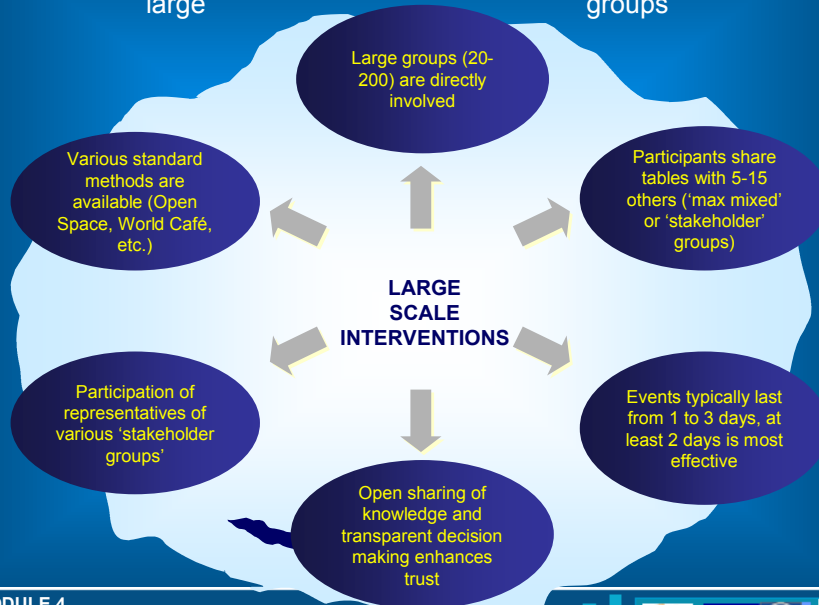 large groups
Large groups (20-
200) are directly
involved
Various standard
methods are
available (Open
Space, World Café,
etc.)
Participants share
tables with 5-15
others (‘max mixed’
or ‘stakeholder’
groups)
LARGE
SCALE
INTERVENTIONS
Participation of
representatives of
various ‘stakeholder
groups’
Events typically last
from 1 to 3 days, at
least 2 days is most
effective
Open sharing of
knowledge and
transparent decision
making enhances
trust
DULE 4